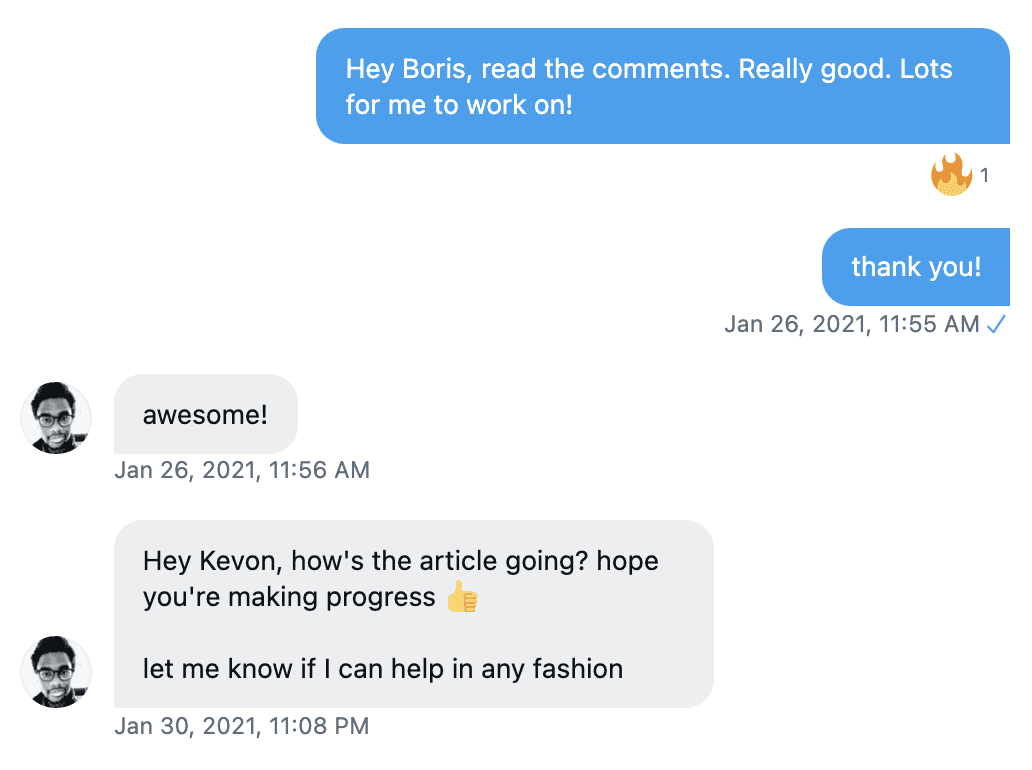 Hey Boris, read the comments. Really good. Lots
for me to work on!
1
thank you!
Jan 26, 2021, 11:55 AM
awesome!
Jan 26, 2021, 11:56 AM
Hey Kevon, how's the article going? hope
you're making progress 👍
let me know if I can help in any fashion
Jan 30, 2021, 11:08 PM